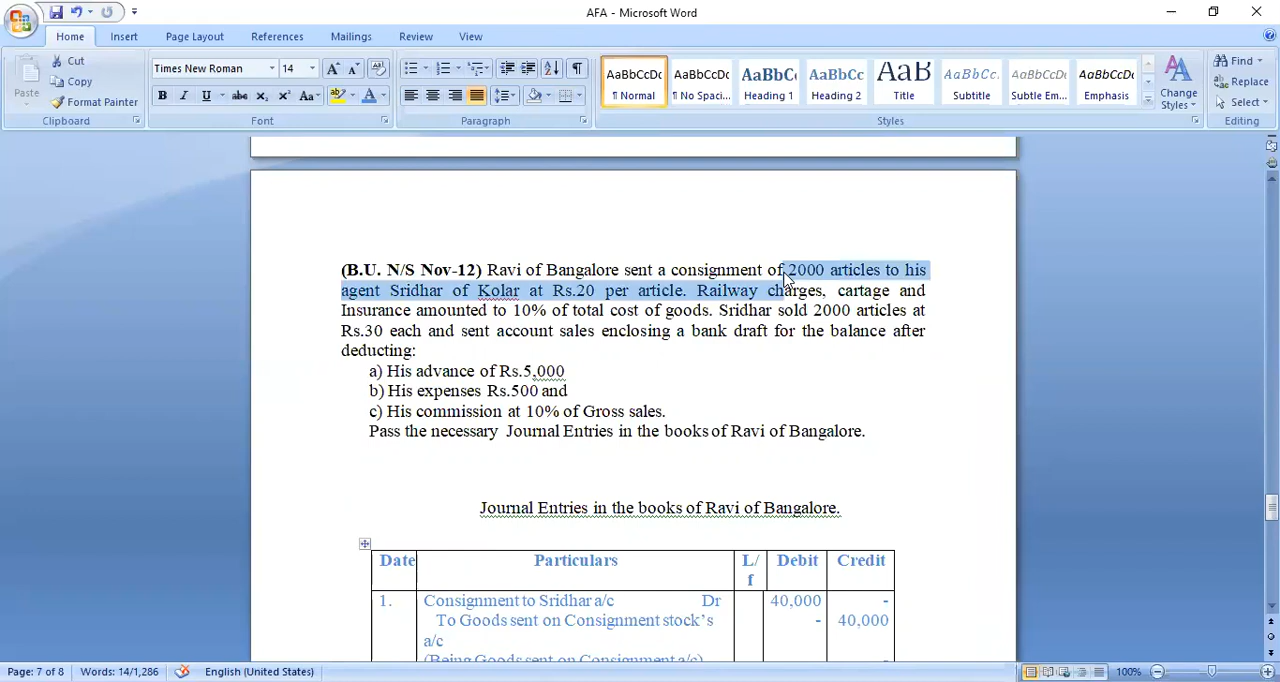 AFA - Microsoft Word
Home Insert Page Layout References Mailings Review View
Paste
Cut
Copy
Format Painter
Clipboard
Times New Roman 14
Font
Paragraph
AaBbCcDc AaBbCcDc AaBbC AaBbCc AaB AaBbCc. AaBbCcDc AaBbCcDc
¶ Normal ¶ No Spaci... Heading 1 Heading 2 Title Subtitle Subtle Em... Emphasis
Change Styles
Styles
Find
Replace
Select
Editing
(B.U. N/S Nov-12) Ravi of Bangalore sent a consignment of 2000 articles to his
agent Sridhar of Kolar at Rs.20 per article. Railway charges, cartage and
Insurance amounted to 10% of total cost of goods. Sridhar sold 2000 articles at
Rs.30 each and sent account sales enclosing a bank draft for the balance after
deducting:
a) His advance of Rs.5,000
b) His expenses Rs.500 and
c) His commission at 10% of Gross sales.
Pass the necessary Journal Entries in the books of Ravi of Bangalore.
Journal Entries in the books of Ravi of Bangalore.
Date Particulars L/f Debit Credit
1. Consignment to Sridhar a/c Dr 40,000 -
To Goods sent on Consignment stock's - 40,000
a/c
(Being Goods sent on Consignment a/c) -
Page: 7 of 8 Words: 14/1,286 English (United States) 100%